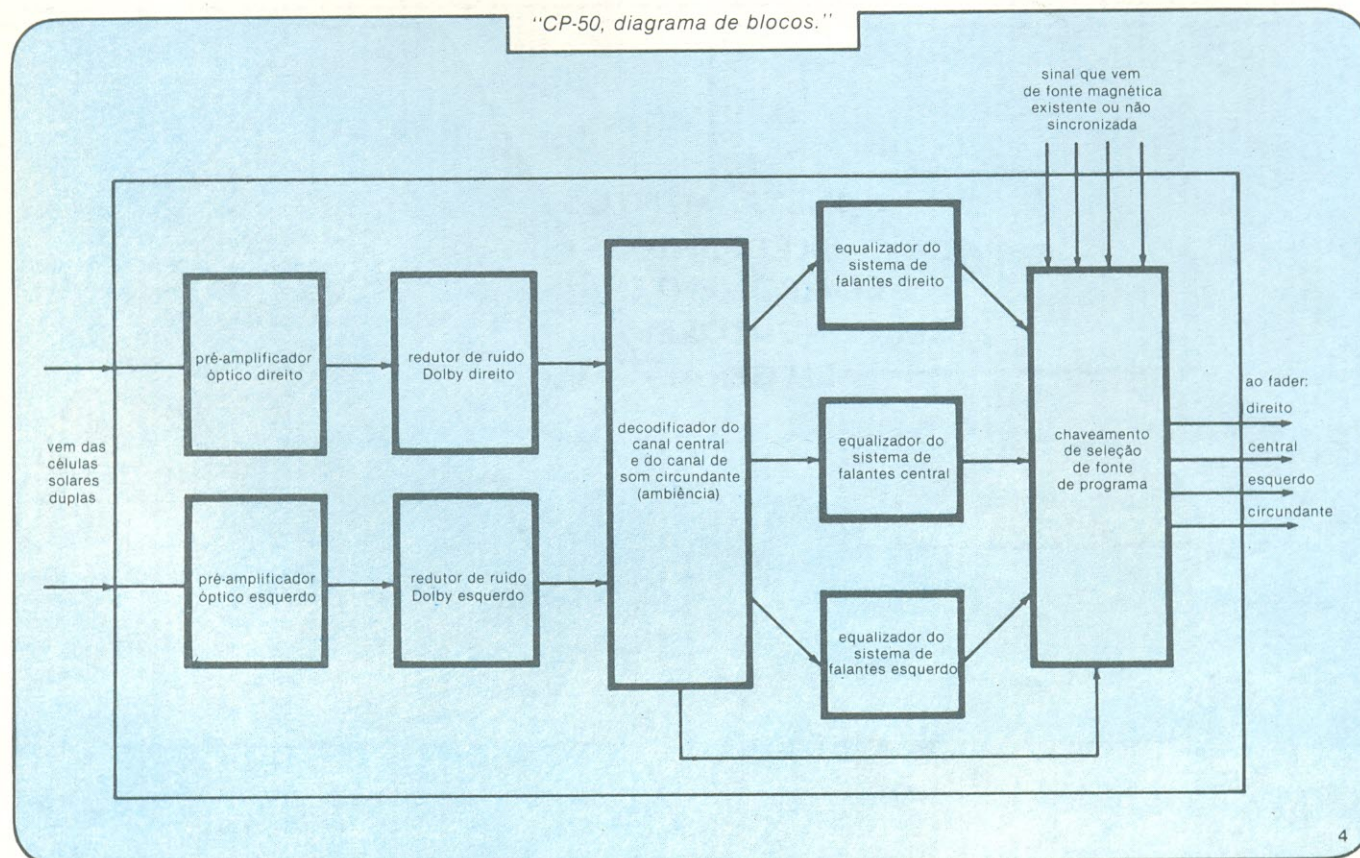 "CP-50, diagrama de blocos."
sinal que vem
de fonte magnética
existente ou não
sincronizada
vem das
células
solares
duplas
pré-amplificador
óptico direito
redutor de ruído
Dolby direito
pré-amplificador
óptico esquerdo
redutor de ruído
Dolby esquerdo
decodificador do
canal central
e do canal de
som circundante
(ambiência)
equalizador do
sistema de
falantes direito
equalizador do
sistema de
falantes central
equalizador do
sistema de
falantes esquerdo
chaveamento
de seleção
de fonte
de programa
ao fader:
direito
central
esquerdo
circundante
4